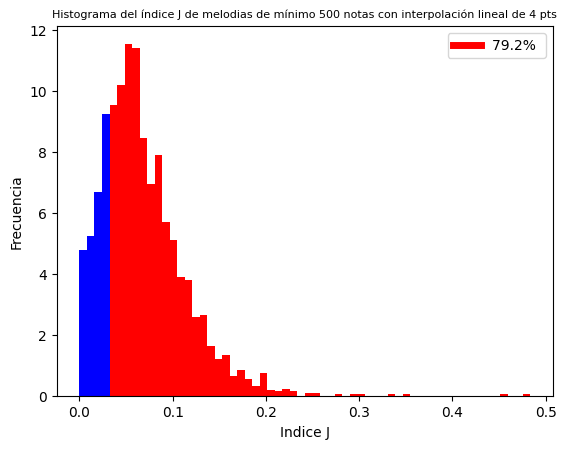 Histograma del índice J de melodias de mínimo 500 notas con interpolación lineal de 4 pts
79.2%
12
10
8
6
4
2
0
Frecuencia
0.0 0.1 0.2 0.3 0.4 0.5
Indice J